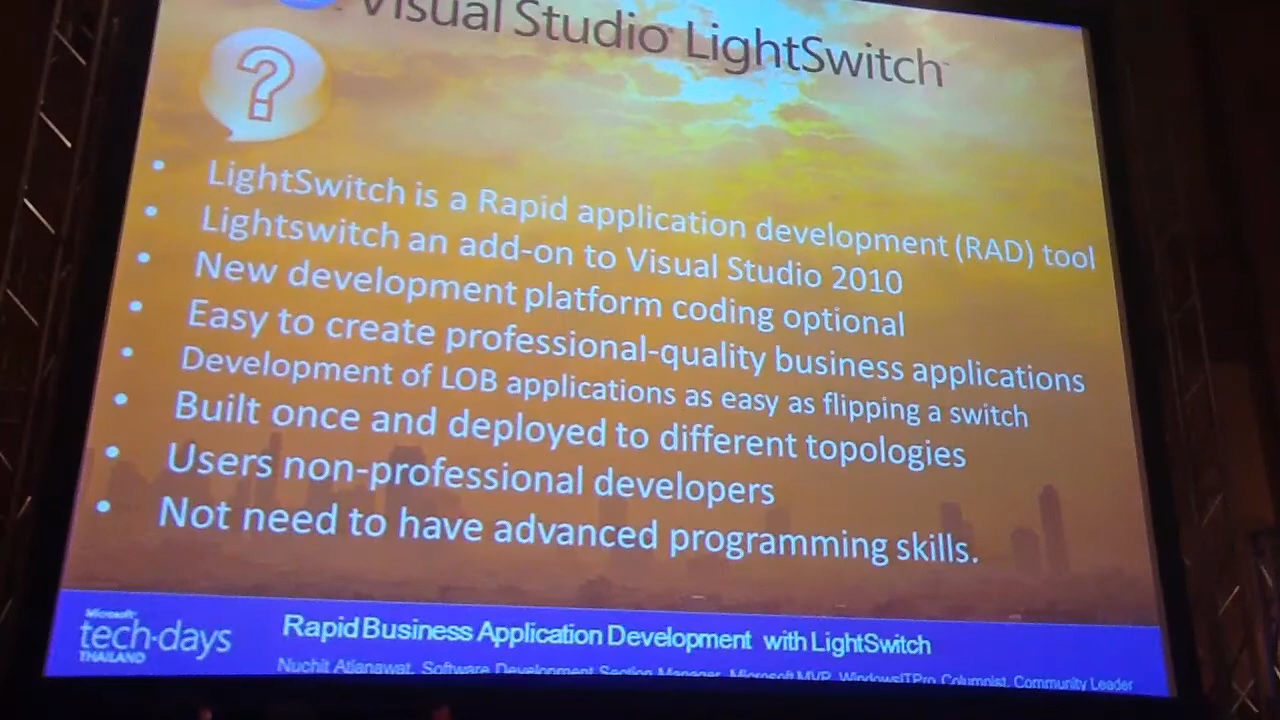 Visual Studio LightSwitch™
?
• LightSwitch is a Rapid application development (RAD) tool
• Lightswitch an add-on to Visual Studio 2010
• New development platform coding optional
• Easy to create professional-quality business applications
• Development of LOB applications as easy as flipping a switch
• Built once and deployed to different topologies
• Users non-professional developers
• Not need to have advanced programming skills.
Microsoft
tech·days
THAILAND
Rapid Business Application Development with LightSwitch
Nuchit Atjanawat, Software Development Section Manager, Microsoft MVP, WindowsITPro Columnist, Community Leader